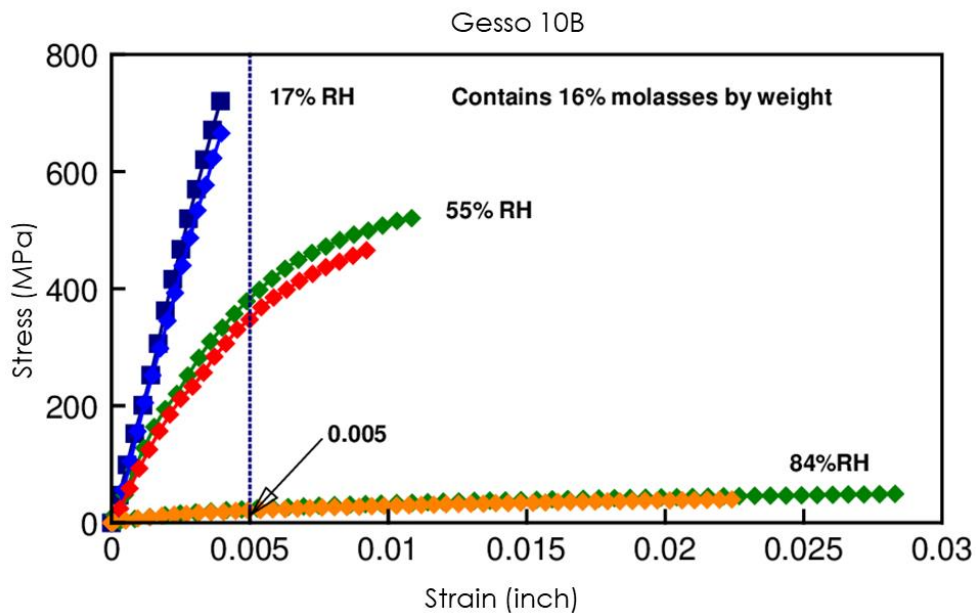 Gesso 10B
800
17% RH
Contains 16% molasses by weight
600
55% RH
400
Stress (MPa)
200
0.005
84%RH
0
0
0.005
0.01
0.015
0.02
0.025
0.03
Strain (inch)